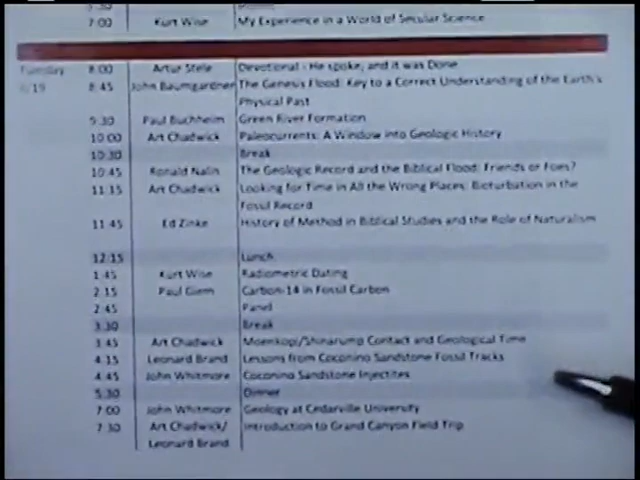 5:30 Dinner
7:00 Kurt Wise My Experience in a World of Secular Science
Tuesday 8:00 Artur Stele Devotional - He spoke, and it was Done
6/19 8:45 John Baumgardner The Genesis Flood: Key to a Correct Understanding of the Earth's
Physical Past
9:30 Paul Buchheim Green River Formation
10:00 Art Chadwick Paleocurrents: A Window into Geologic History
10:30 Break
10:45 Ronald Nalin The Geologic Record and the Biblical Flood: Friends or Foes?
11:15 Art Chadwick Looking for Time in All the Wrong Places: Bioturbation in the
Fossil Record
11:45 Ed Zinke History of Method in Biblical Studies and the Role of Naturalism
12:15 Lunch
1:45 Kurt Wise Radiometric Dating
2:15 Paul Giem Carbon-14 in Fossil Carbon
2:45 Panel
3:30 Break
3:45 Art Chadwick Moenkopi/Shinarump Contact and Geological Time
4:15 Leonard Brand Lessons from Coconino Sandstone Fossil Tracks
4:45 John Whitmore Coconino Sandstone Injectites
5:30 Dinner
7:00 John Whitmore Geology at Cedarville University
7:30 Art Chadwick/ Introduction to Grand Canyon Field Trip
Leonard Brand